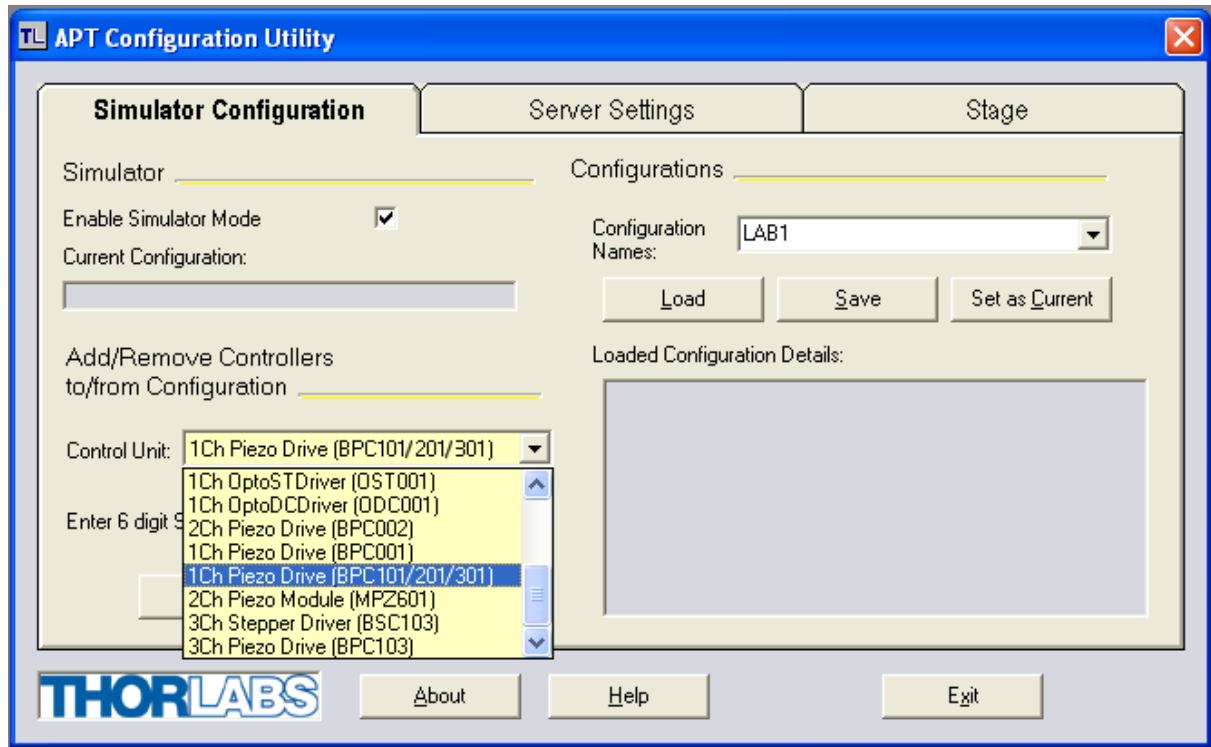 TL APT Configuration Utility
Simulator Configuration
Server Settings
Stage
Simulator
Enable Simulator Mode
Current Configuration:
Add/Remove Controllers
to/from Configuration
Control Unit: 1Ch Piezo Drive (BPC101/201/301)
1Ch OptoSTDriver (OST001)
1Ch OptoDCDriver (ODC001)
2Ch Piezo Drive (BPC002)
1Ch Piezo Drive (BPC001)
1Ch Piezo Drive (BPC101/201/301)
2Ch Piezo Module (MPZ601)
3Ch Stepper Driver (BSC103)
3Ch Piezo Drive (BPC103)
Enter 6 digit S
Configurations
Configuration
Names:
LAB1
Load
Save
Set as Current
Loaded Configuration Details:
THORLABS
About
Help
Exit